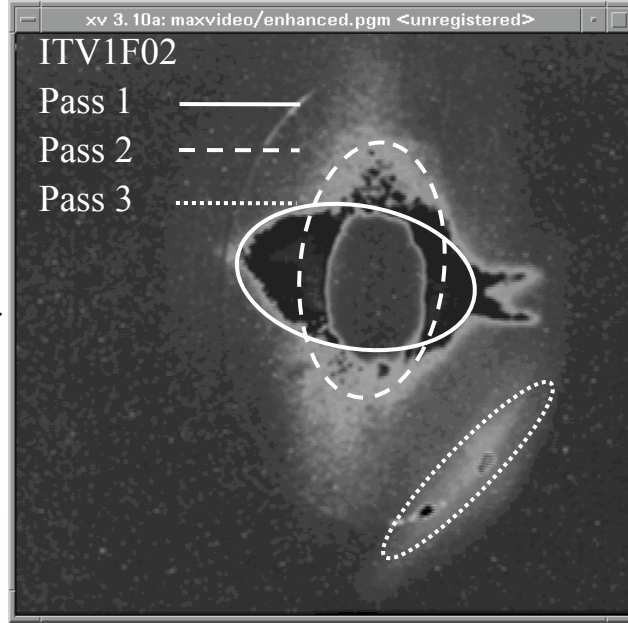 xv 3.10a: maxvideo/enhanced.pgm <unregistered>
ITV1F02
Pass 1
Pass 2
Pass 3